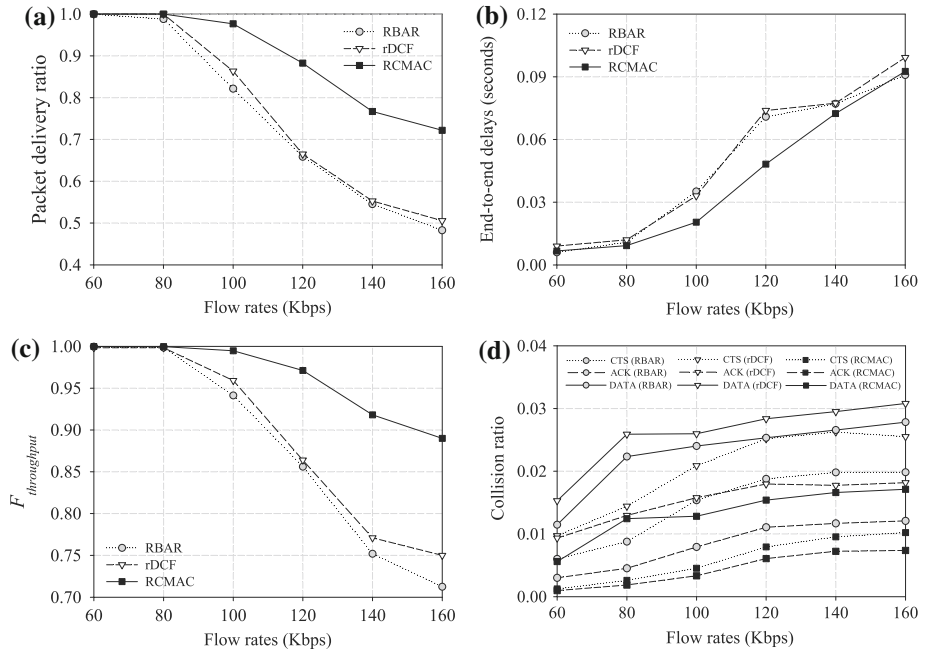 (a)
Packet delivery ratio
1.0
0.9
0.8
0.7
0.6
0.5
0.4
RBAR
rDCF
RCMAC
60 80 100 120 140 160
Flow rates (Kbps)
(b)
End-to-end delays (seconds)
0.12
0.09
0.06
0.03
0.00
RBAR
rDCF
RCMAC
60 80 100 120 140 160
Flow rates (Kbps)
(c)
F throughput
1.00
0.95
0.90
0.85
0.80
0.75
0.70
RBAR
rDCF
RCMAC
60 80 100 120 140 160
Flow rates (Kbps)
(d)
Collision ratio
0.04
0.03
0.02
0.01
0.00
CTS (RBAR) CTS (rDCF) CTS (RCMAC)
ACK (RBAR) ACK (rDCF) ACK (RCMAC)
DATA (RBAR) DATA (rDCF) DATA (RCMAC)
60 80 100 120 140 160
Flow rates (Kbps)